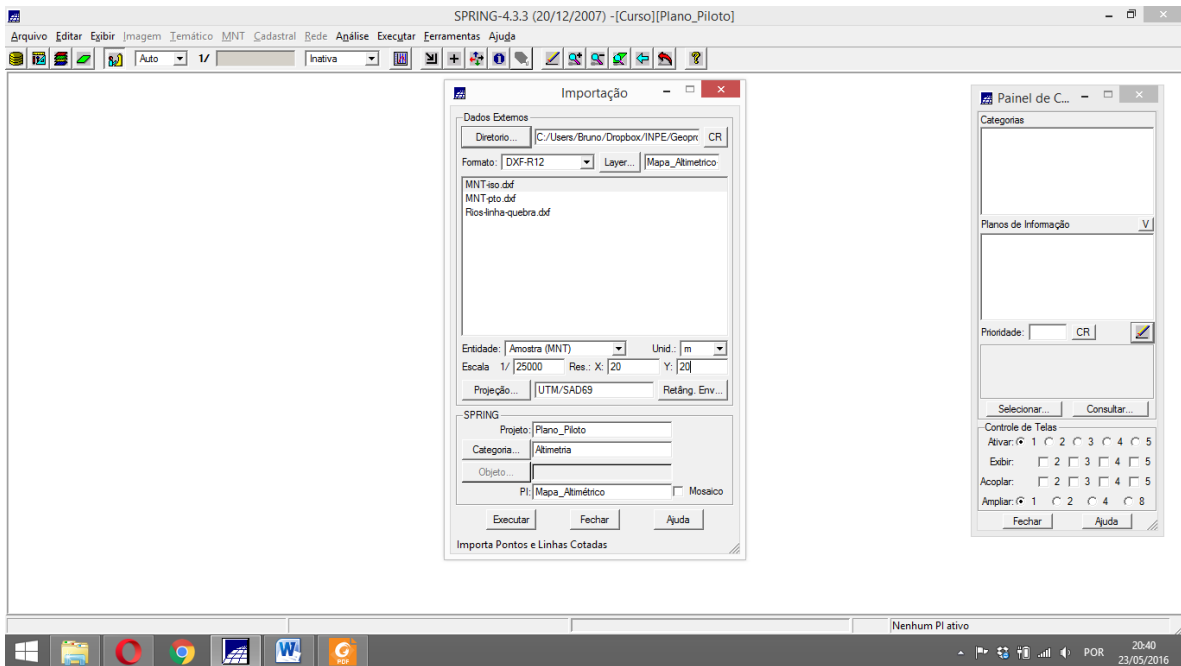 SPRING-4.3.3 (20/12/2007) -[Curso][Plano_Piloto]
Arquivo Editar Exibir Imagem Temático MNT Cadastral Rede Análise Executar Ferramentas Ajuda
Auto 1/ Inativa
Importação
Dados Externos
Diretorio... C:/Users/Bruno/Dropbox/INPE/Geopro CR
Formato: DXF-R12 Layer... Mapa_Altimetrico
MNT-iso.dxf
MNT-pto.dxf
Rios-linha-quebra.dxf
Entidade: Amostra (MNT) Unid.: m
Escala 1/ 25000 Res.: X: 20 Y: 20
Projeção... UTM/SAD69 Retâng. Env...
SPRING
Projeto: Plano_Piloto
Categoria... Altimetria
Objeto...
PI: Mapa_Altimétrico Mosaico
Executar Fechar Ajuda
Importa Pontos e Linhas Cotadas
Painel de C...
Categorias
Planos de Informação V
Prioridade: CR
Selecionar... Consultar...
Controle de Telas
Ativar: 1 2 3 4 5
Exibir: 2 3 4 5
Acoplar: 2 3 4 5
Ampliar: 1 2 4 8
Fechar Ajuda
Nenhum PI ativo
W PDF POR 20:40
23/05/2016